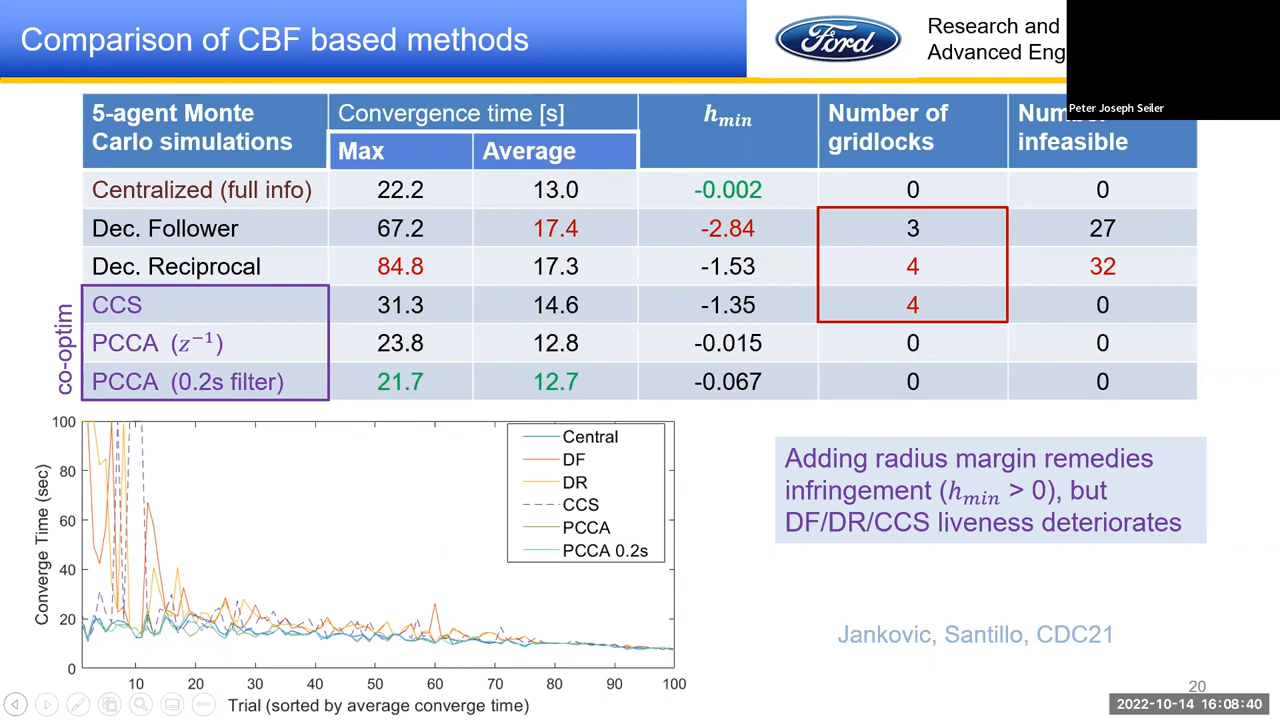 Comparison of CBF based methods
Ford
Research and
Advanced Eng
Peter Joseph Seiler
5-agent Monte Carlo simulations
Convergence time [s]
Max
Average
h_min
Number of gridlocks
infeasible
Centralized (full info) 22.2 13.0 -0.002 0 0
Dec. Follower 67.2 17.4 -2.84 3 27
Dec. Reciprocal 84.8 17.3 -1.53 4 32
CCS 31.3 14.6 -1.35 4 0
PCCA (z⁻¹) 23.8 12.8 -0.015 0 0
PCCA (0.2s filter) 21.7 12.7 -0.067 0 0
co-optim
100
80
60
40
20
0
Converge Time (sec)
Central
DF
DR
CCS
PCCA
PCCA 0.2s
10 20 30 40 50 60 70 80 90 100
Trial (sorted by average converge time)
Adding radius margin remedies
infringement (h_min > 0), but
DF/DR/CCS liveness deteriorates
Jankovic, Santillo, CDC21
20
2022-10-14 16:08:40